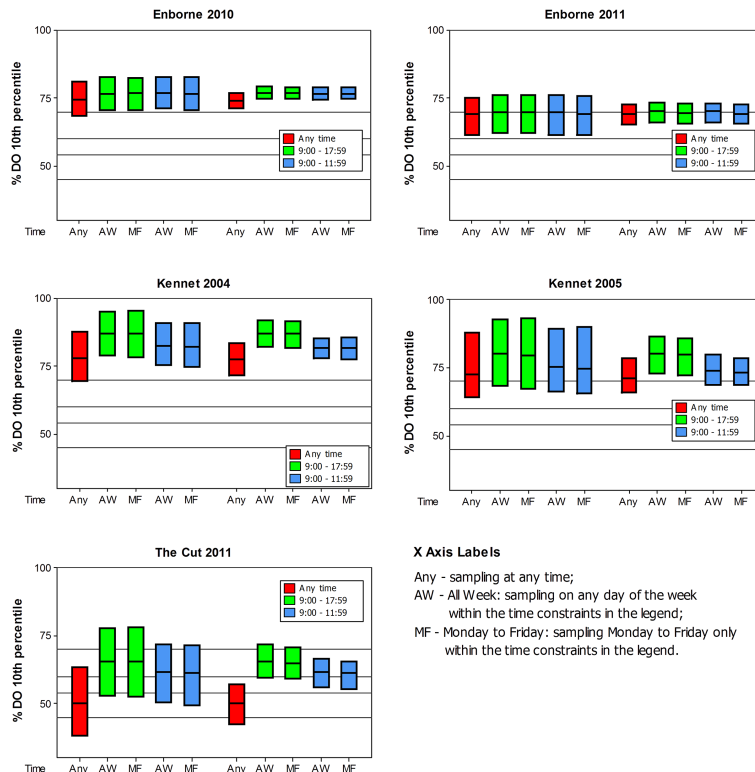 Enborne 2010
% DO 10th percentile
100
75
50
Any time
9:00 - 17:59
9:00 - 11:59
Time Any AW MF AW MF Any AW MF AW MF
Enborne 2011
% DO 10th percentile
100
75
50
Any time
9:00 - 17:59
9:00 - 11:59
Time Any AW MF AW MF Any AW MF AW MF
Kennet 2004
% DO 10th percentile
100
75
50
Any time
9:00 - 17:59
9:00 - 11:59
Time Any AW MF AW MF Any AW MF AW MF
Kennet 2005
% DO 10th percentile
100
75
50
Any time
9:00 - 17:59
9:00 - 11:59
Time Any AW MF AW MF Any AW MF AW MF
The Cut 2011
% DO 10th percentile
100
75
50
Any time
9:00 - 17:59
9:00 - 11:59
Time Any AW MF AW MF Any AW MF AW MF
X Axis Labels
Any - sampling at any time;
AW - All Week: sampling on any day of the week
within the time constraints in the legend;
MF - Monday to Friday: sampling Monday to Friday only
within the time constraints in the legend.